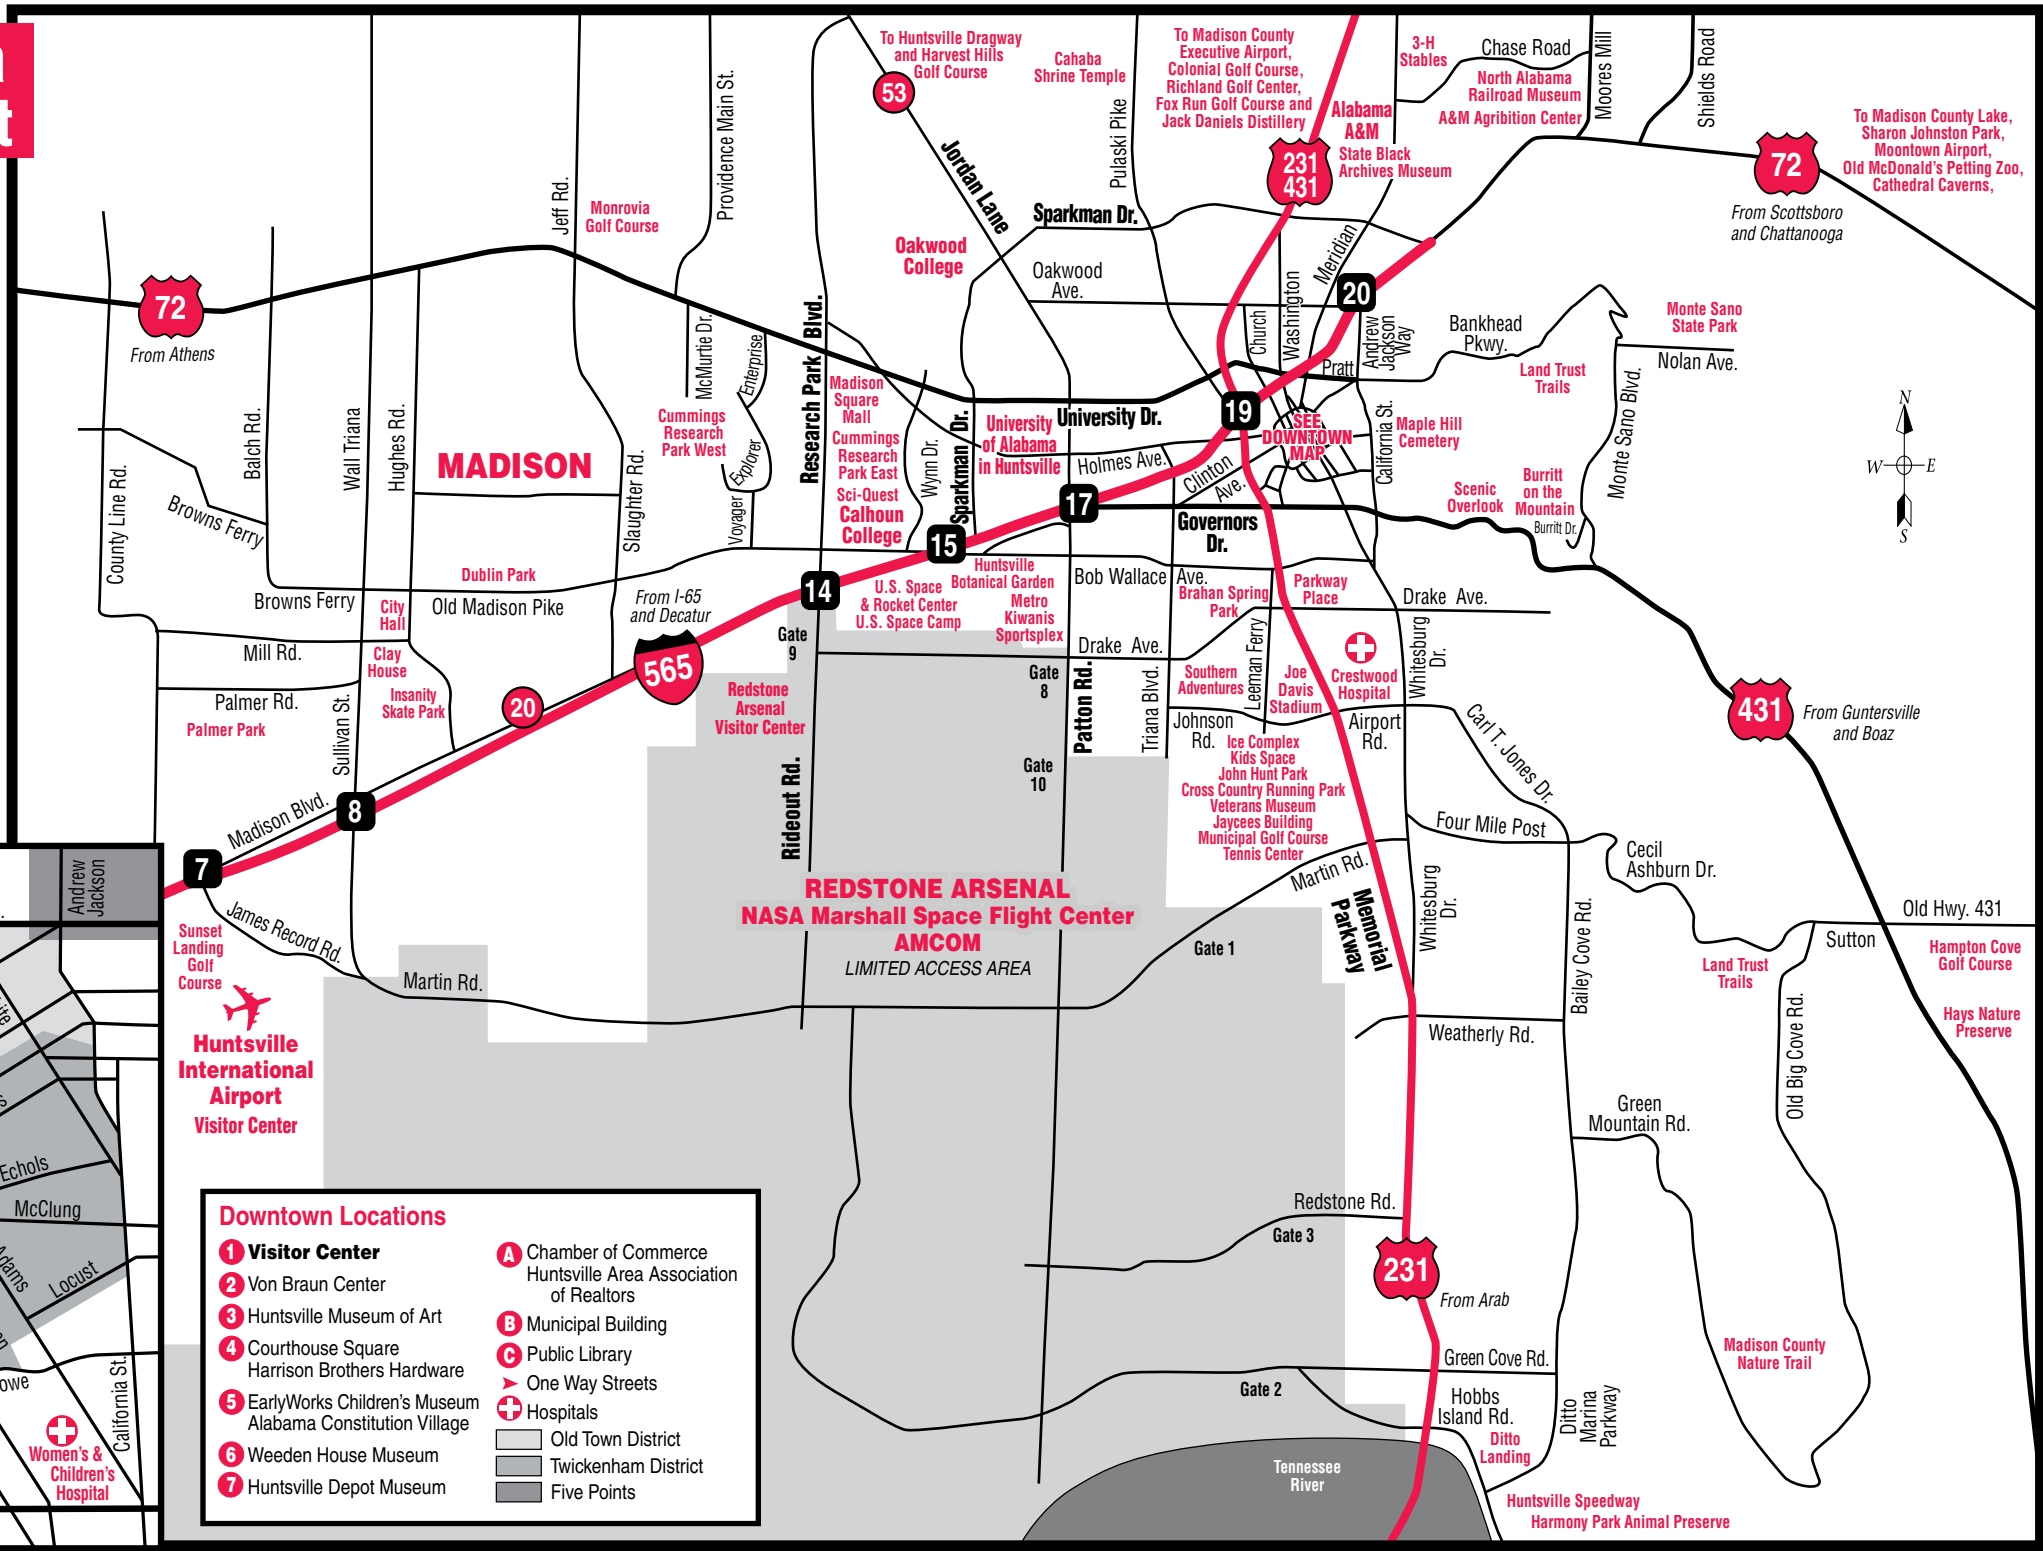 To Huntsville Dragway
and Harvest Hills
Golf Course
53
Cahaba
Shrine Temple
To Madison County
Executive Airport,
Colonial Golf Course,
Richland Golf Center,
Fox Run Golf Course and
Jack Daniels Distillery
3-H
Stables
Chase Road
North Alabama
Railroad Museum
A&M Agribition Center
Moores Mill
Shields Road
Alabama
A&M
State Black
Archives Museum
231
431
72
To Madison County Lake,
Sharon Johnston Park,
Moontown Airport,
Old McDonald's Petting Zoo,
Cathedral Caverns,
From Scottsboro
and Chattanooga
Providence Main St.
Jeff Rd.
Monrovia
Golf Course
Jordan Lane
Pulaski Pike
Sparkman Dr.
Oakwood
College
Oakwood
Ave.
Washington
Meridian
20
Church
Andrew
Jackson
Way
Pratt
Bankhead
Pkwy.
Monte Sano
State Park
Nolan Ave.
Land Trust
Trails
Monte Sano Blvd.
72
From Athens
McMurtie Dr.
Enterprise
Research Park Blvd.
Madison
Square
Mall
Cummings
Research
Park West
Cummings
Research
Park East
Explorer
Voyager
Sci-Quest
Calhoun
College
Wynn Dr.
Sparkman Dr.
University
of Alabama
in Huntsville
University Dr.
19
SEE
DOWNTOWN
MAP
California St.
Maple Hill
Cemetery
N
W
E
S
Scenic
Overlook
Burritt
on the
Mountain
Burritt Dr.
Holmes Ave.
Clinton
Ave.
17
Governors
Dr.
15
14
County Line Rd.
Balch Rd.
Wall Triana
Hughes Rd.
MADISON
Slaughter Rd.
Browns Ferry
Dublin Park
Browns Ferry
City
Hall
Old Madison Pike
From I-65
and Decatur
565
Huntsville
Botanical Garden
U.S. Space
& Rocket Center
U.S. Space Camp
Metro
Kiwanis
Sportsplex
Bob Wallace Ave.
Brahan Spring
Park
Parkway
Place
Drake Ave.
Drake Ave.
Gate
9
Gate
8
Gate
10
Mill Rd.
Clay
House
Palmer Rd.
Insanity
Skate Park
Palmer Park
Sullivan St.
20
Redstone
Arsenal
Visitor Center
Patton Rd.
Triana Blvd.
Southern
Adventures
Leeman Ferry
Joe
Davis
Stadium
Crestwood
Hospital
Whitesburg
Dr.
Johnson
Rd.
Airport
Rd.
Carl T. Jones Dr.
431
From Guntersville
and Boaz
Ice Complex
Kids Space
John Hunt Park
Cross Country Running Park
Veterans Museum
Jaycees Building
Municipal Golf Course
Tennis Center
Rideout Rd.
Madison Blvd.
8
7
Four Mile Post
Cecil
Ashburn Dr.
Martin Rd.
Memorial
Parkway
Whitesburg
Dr.
Bailey Cove Rd.
Old Hwy. 431
Sutton
Hampton Cove
Golf Course
Land Trust
Trails
Hays Nature
Preserve
REDSTONE ARSENAL
NASA Marshall Space Flight Center
AMCOM
LIMITED ACCESS AREA
Gate 1
James Record Rd.
Sunset
Landing
Golf
Course
Martin Rd.
Huntsville
International
Airport
Visitor Center
Weatherly Rd.
Old Big Cove Rd.
Green
Mountain Rd.
Redstone Rd.
Gate 3
231
From Arab
Green Cove Rd.
Gate 2
Hobbs
Island Rd.
Ditto
Marina
Parkway
Ditto
Landing
Madison County
Nature Trail
Tennessee
River
Huntsville Speedway
Harmony Park Animal Preserve
Andrew
Jackson
Echols
McClung
Adams
Locust
California St.
Women's &
Children's
Hospital
Downtown Locations
1 Visitor Center
2 Von Braun Center
3 Huntsville Museum of Art
4 Courthouse Square
Harrison Brothers Hardware
5 EarlyWorks Children's Museum
Alabama Constitution Village
6 Weeden House Museum
7 Huntsville Depot Museum
A Chamber of Commerce
Huntsville Area Association
of Realtors
B Municipal Building
C Public Library
One Way Streets
Hospitals
Old Town District
Twickenham District
Five Points